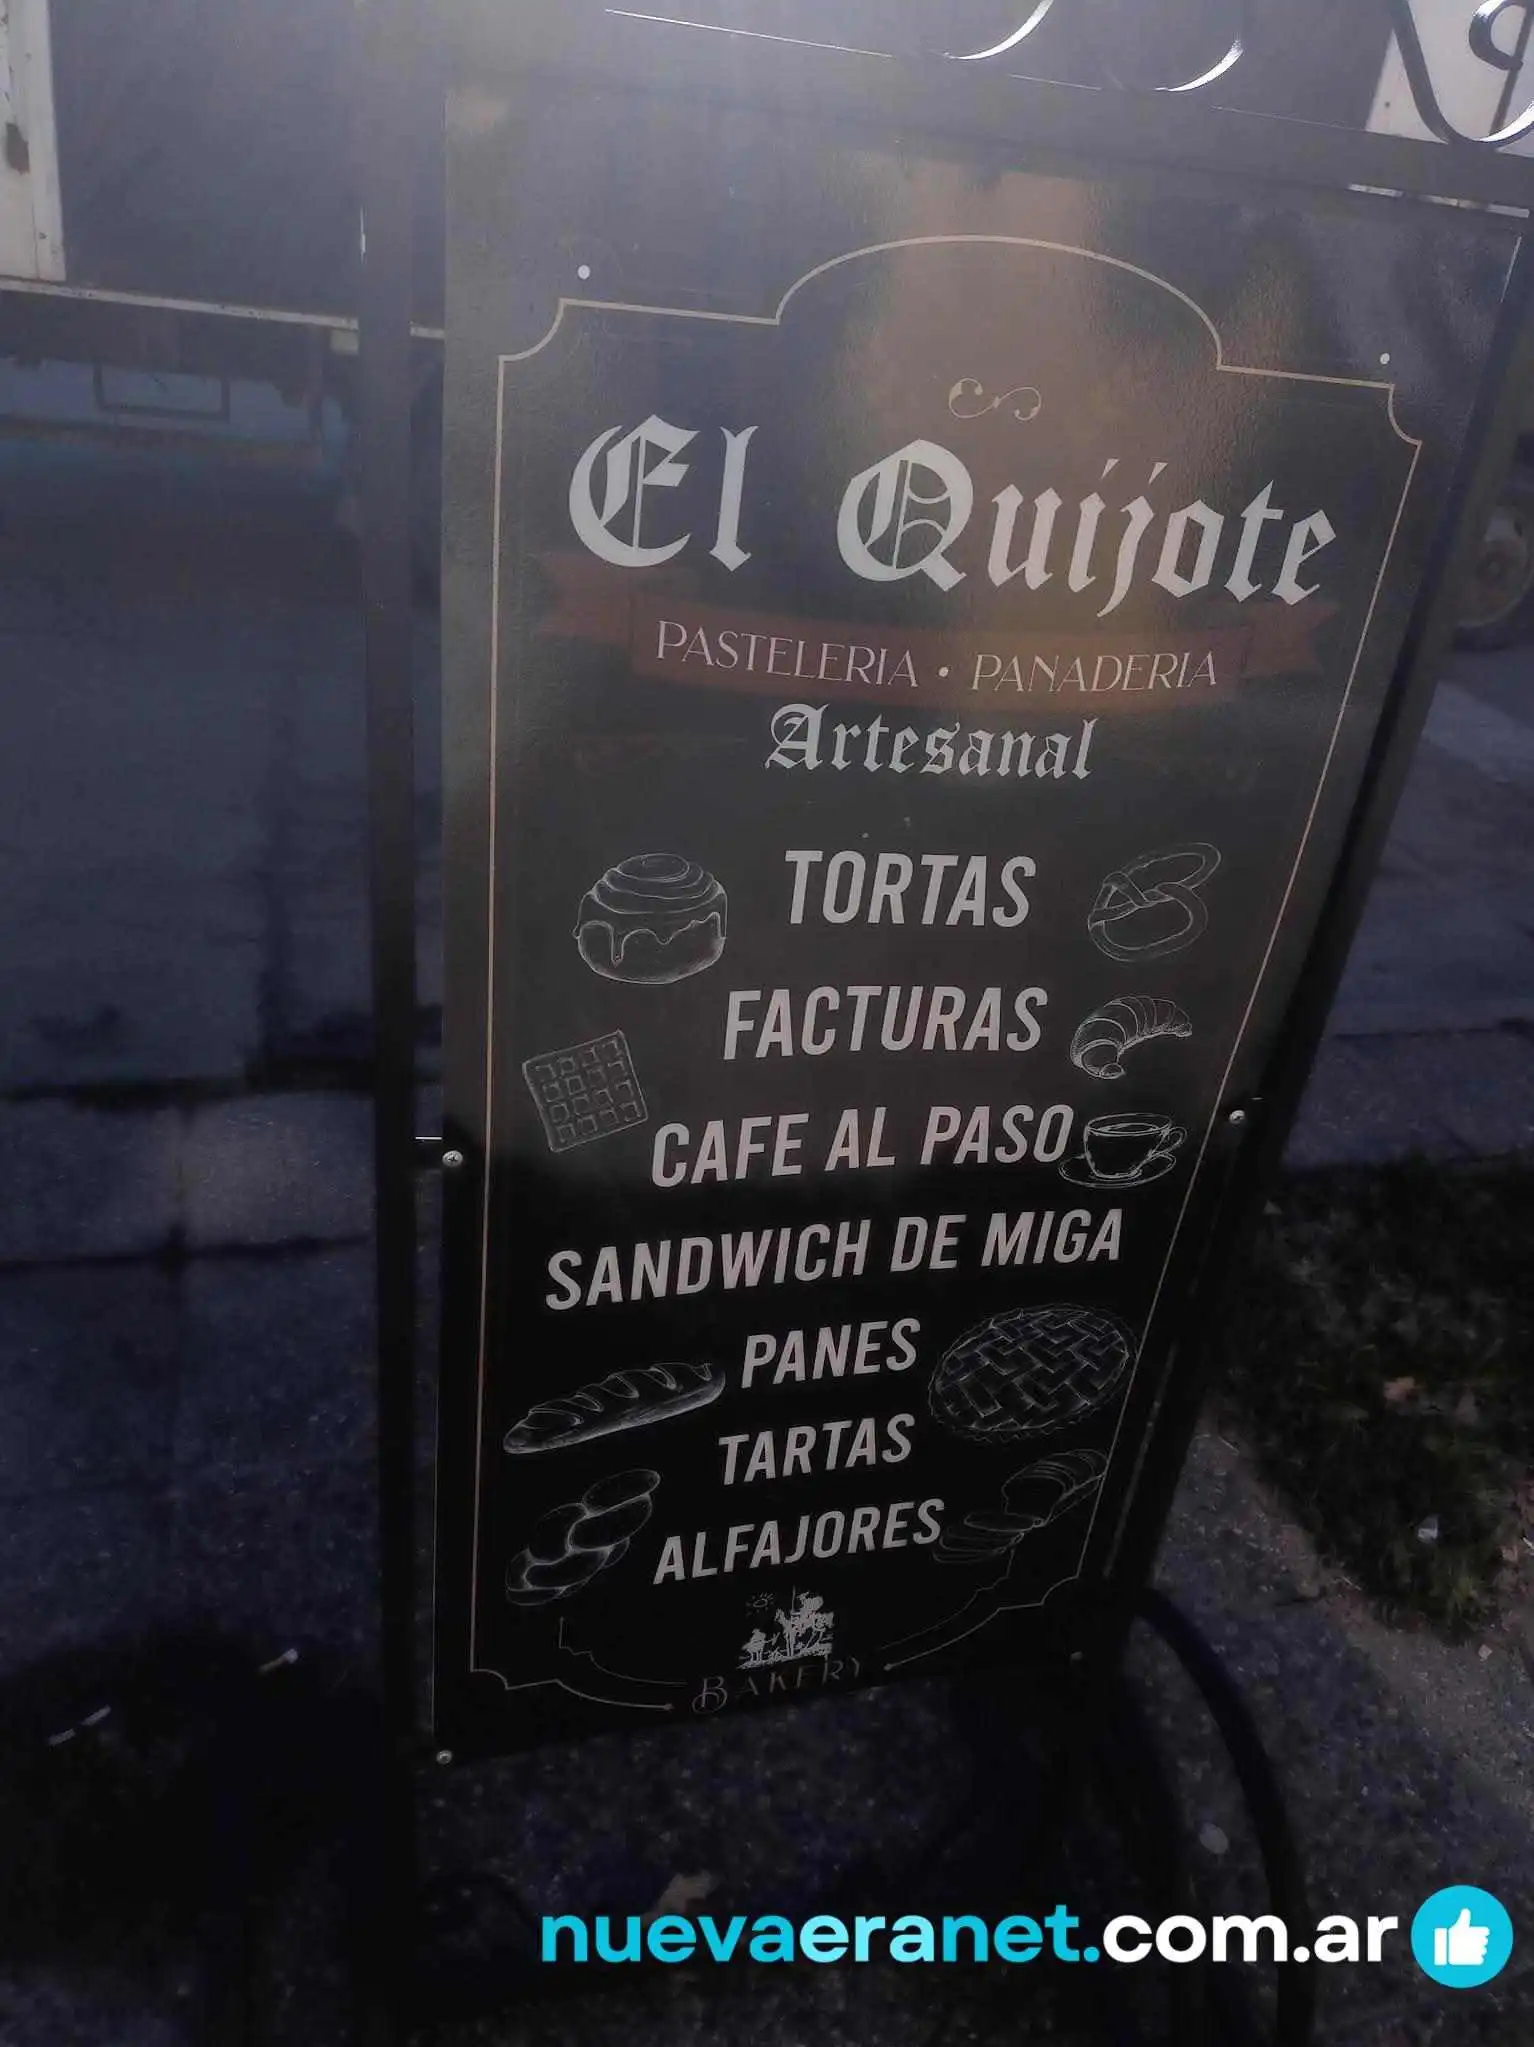 El Quijote
PASTELERIA • PANADERIA
Artesanal
TORTAS
FACTURAS
CAFE AL PASO
SANDWICH DE MIGA
PANES
TARTAS
ALFAJORES
BAKERY
nuevaeranet.com.ar